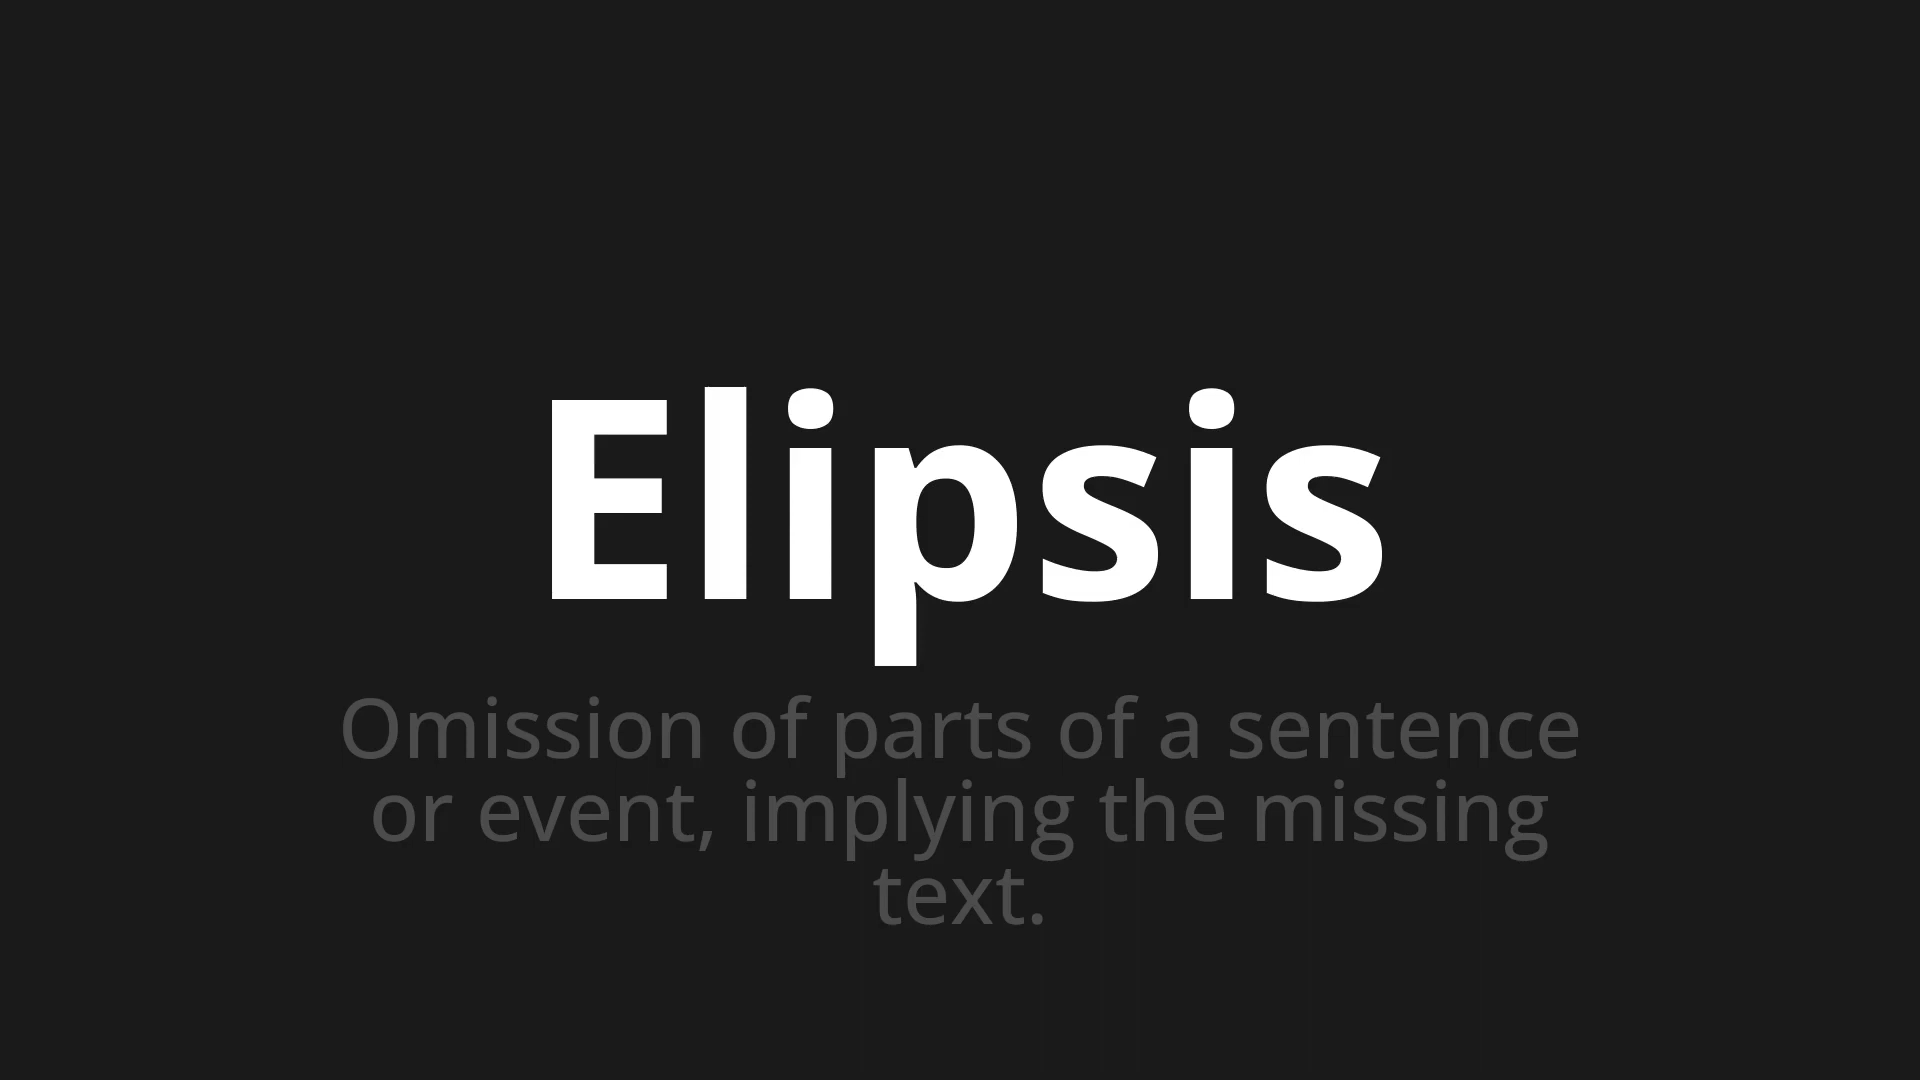 Elipsis
Omission of parts of a sentence
or event, implying the missing
text.